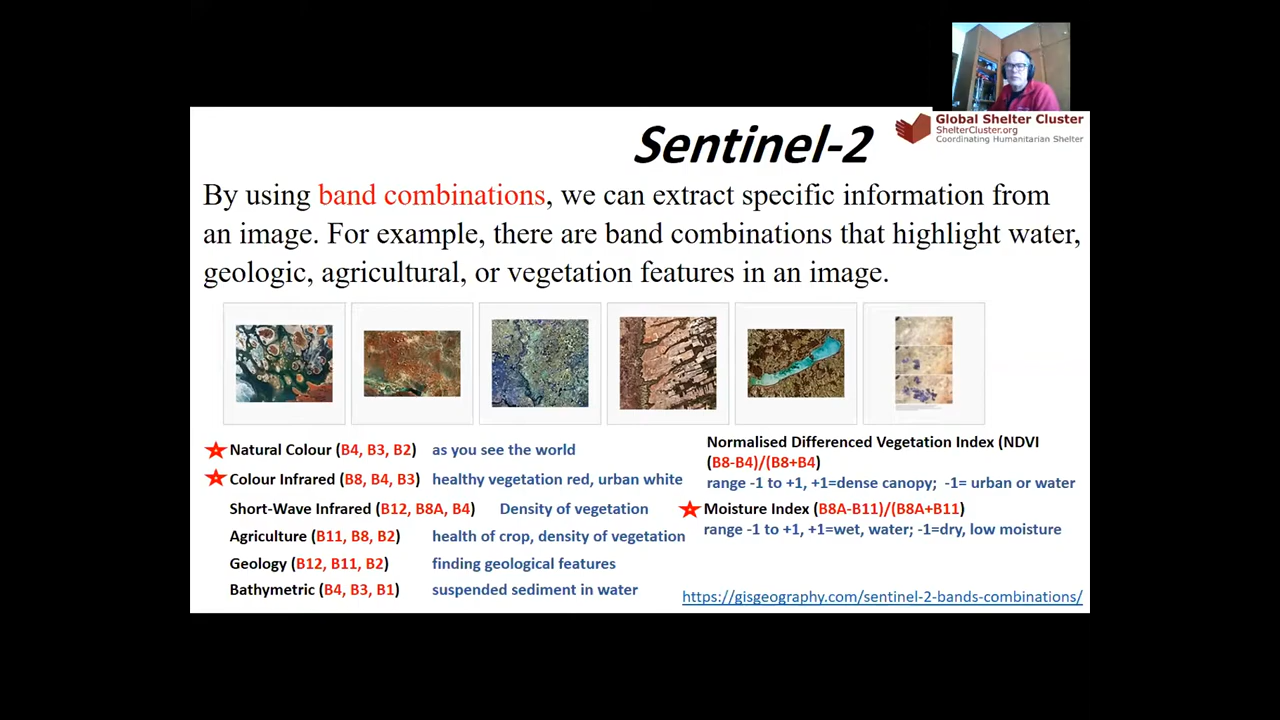 Global Shelter Cluster
ShelterCluster.org
Coordinating Humanitarian Shelter
Sentinel-2
By using band combinations, we can extract specific information from
an image. For example, there are band combinations that highlight water,
geologic, agricultural, or vegetation features in an image.
Natural Colour (B4, B3, B2) as you see the world
Colour Infrared (B8, B4, B3) healthy vegetation red, urban white
Short-Wave Infrared (B12, B8A, B4) Density of vegetation
Agriculture (B11, B8, B2) health of crop, density of vegetation
Geology (B12, B11, B2) finding geological features
Bathymetric (B4, B3, B1) suspended sediment in water
Normalised Differenced Vegetation Index (NDVI
(B8-B4)/(B8+B4)
range -1 to +1, +1=dense canopy; -1= urban or water
Moisture Index (B8A-B11)/(B8A+B11)
range -1 to +1, +1=wet, water; -1=dry, low moisture
https://gisgeography.com/sentinel-2-bands-combinations/